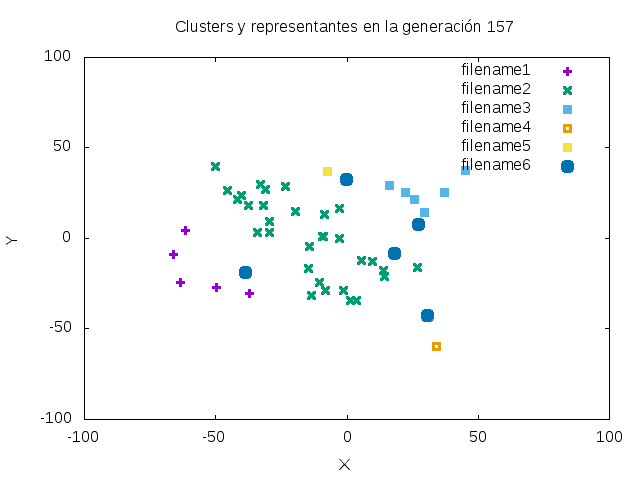 Clusters y representantes en la generación 157
100
50
0
-50
-100
-100
-50
0
50
100
Y
X
filename1
filename2
filename3
filename4
filename5
filename6